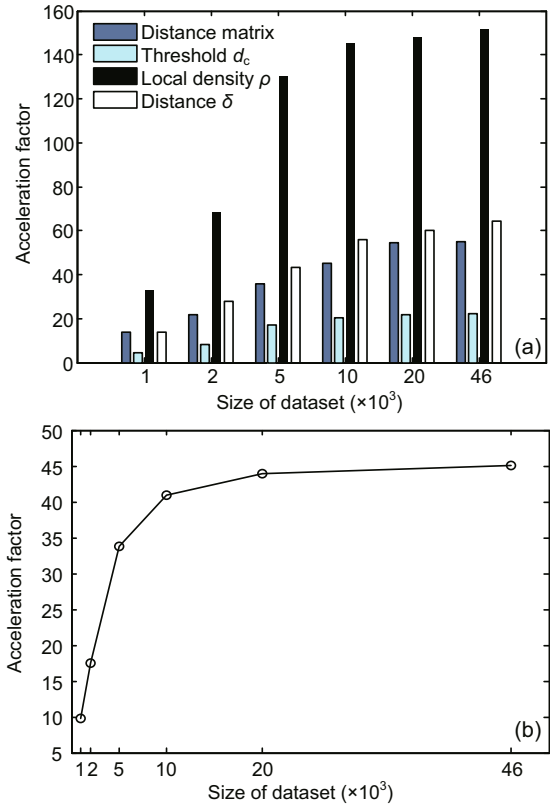 160
140
120
100
80
60
40
20
0
Acceleration factor
Distance matrix
Threshold d_c
Local density ρ
Distance δ
(a)
1 2 5 10 20 46
Size of dataset (×10³)
50
45
40
35
30
25
20
15
10
5
Acceleration factor
(b)
1 2 5 10 20 46
Size of dataset (×10³)